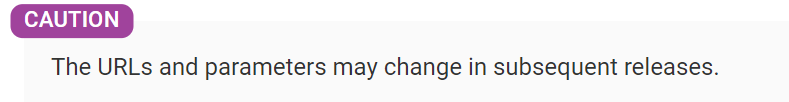 CAUTION
The URLs and parameters may change in subsequent releases.